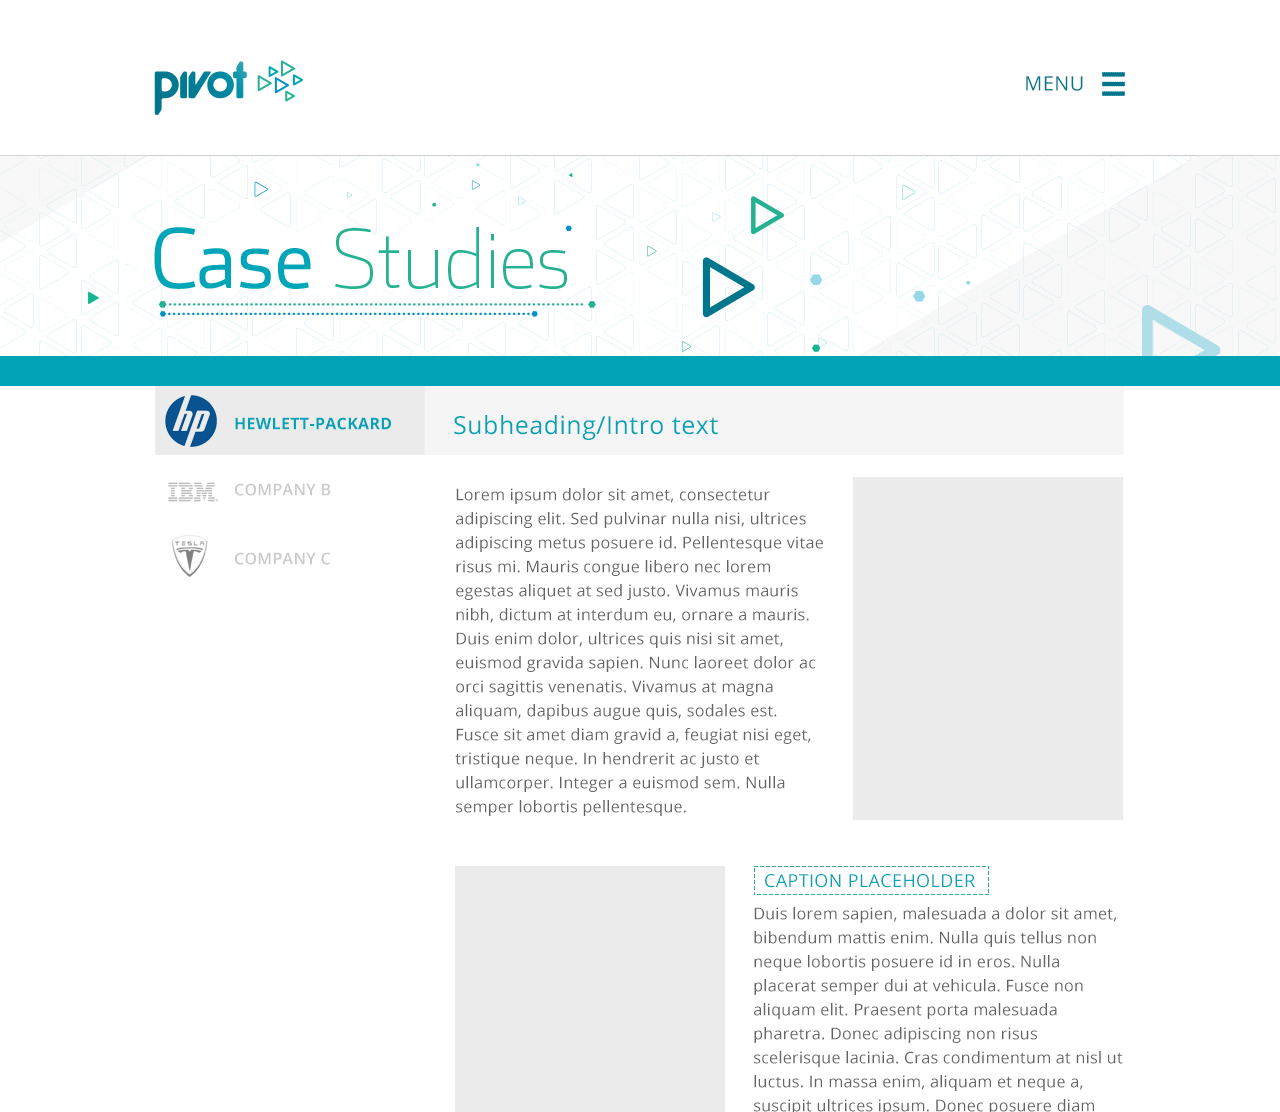 pivot
MENU
Case Studies
hp
HEWLETT-PACKARD
Subheading/Intro text
IBM
COMPANY B
TESLA
COMPANY C
Lorem ipsum dolor sit amet, consectetur
adipiscing elit. Sed pulvinar nulla nisi, ultrices
adipiscing metus posuere id. Pellentesque vitae
risus mi. Mauris congue libero nec lorem
egestas aliquet at sed justo. Vivamus mauris
nibh, dictum at interdum eu, ornare a mauris.
Duis enim dolor, ultrices quis nisi sit amet,
euismod gravida sapien. Nunc laoreet dolor ac
orci sagittis venenatis. Vivamus at magna
aliquam, dapibus augue quis, sodales est.
Fusce sit amet diam gravid a, feugiat nisi eget,
tristique neque. In hendrerit ac justo et
ullamcorper. Integer a euismod sem. Nulla
semper lobortis pellentesque.
CAPTION PLACEHOLDER
Duis lorem sapien, malesuada a dolor sit amet,
bibendum mattis enim. Nulla quis tellus non
neque lobortis posuere id in eros. Nulla
placerat semper dui at vehicula. Fusce non
aliquam elit. Praesent porta malesuada
pharetra. Donec adipiscing non risus
scelerisque lacinia. Cras condimentum at nisl ut
luctus. In massa enim, aliquam et neque a,
suscipit ultrices ipsum. Donec posuere diam